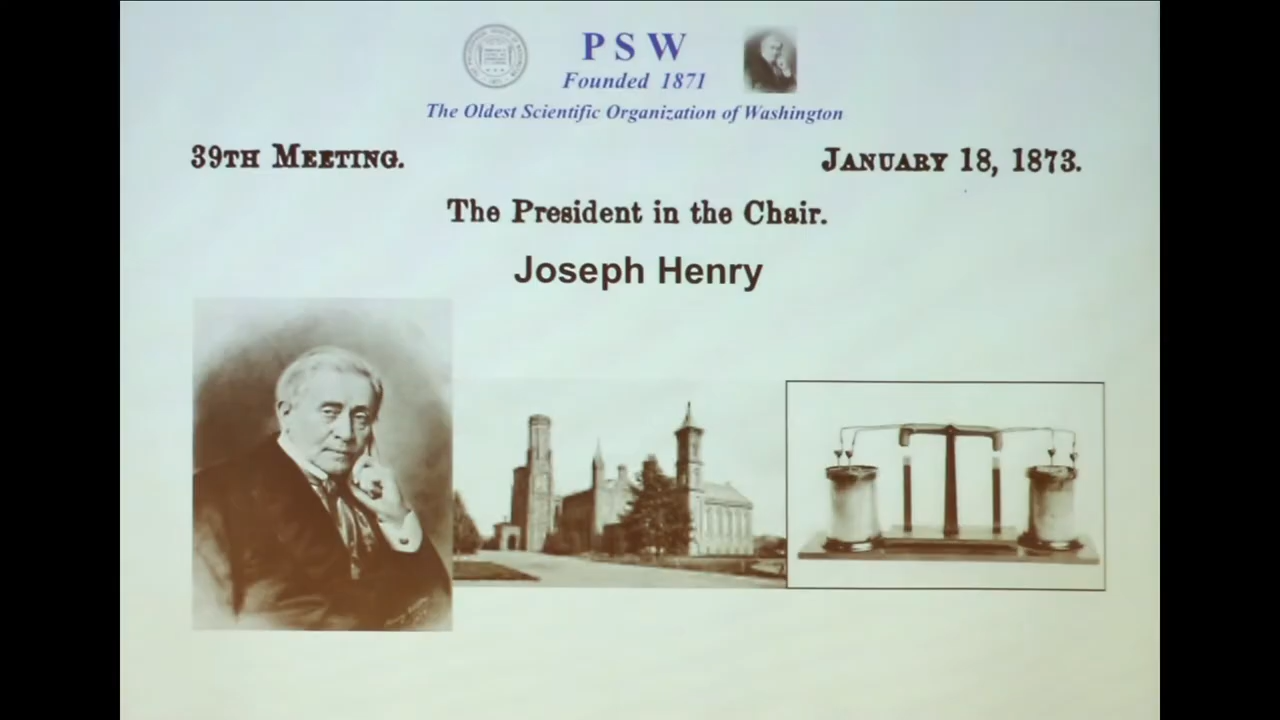 PSW
Founded 1871
The Oldest Scientific Organization of Washington
39TH MEETING.
JANUARY 18, 1873.
The President in the Chair.
Joseph Henry